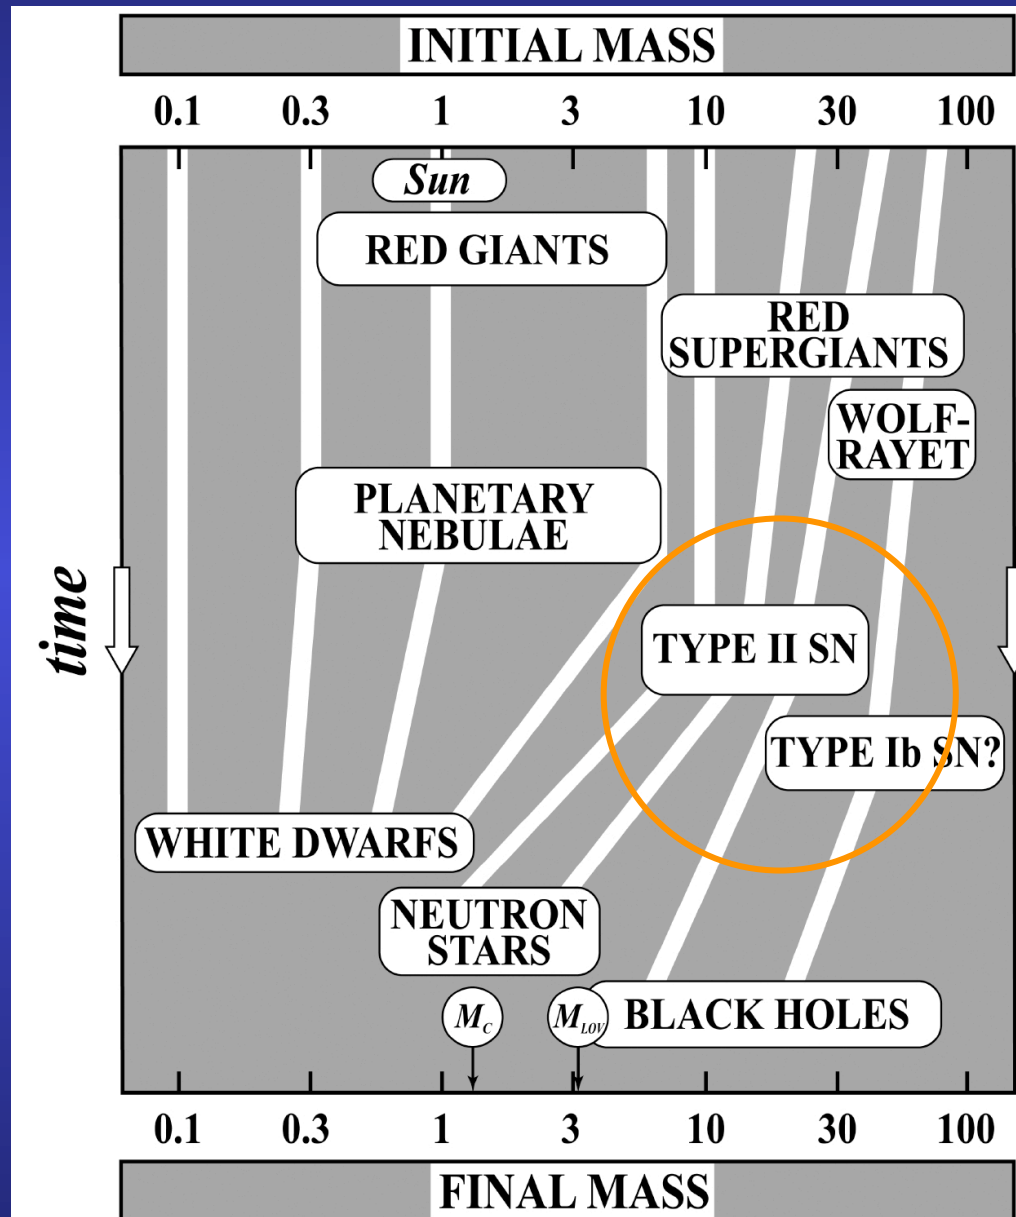 INITIAL MASS
0.1 0.3 1 3 10 30 100
Sun
RED GIANTS
RED
SUPERGIANTS
WOLF-
RAYET
PLANETARY
NEBULAE
time
TYPE II SN
TYPE Ib SN?
WHITE DWARFS
NEUTRON
STARS
M_C M_LOV BLACK HOLES
0.1 0.3 1 3 10 30 100
FINAL MASS